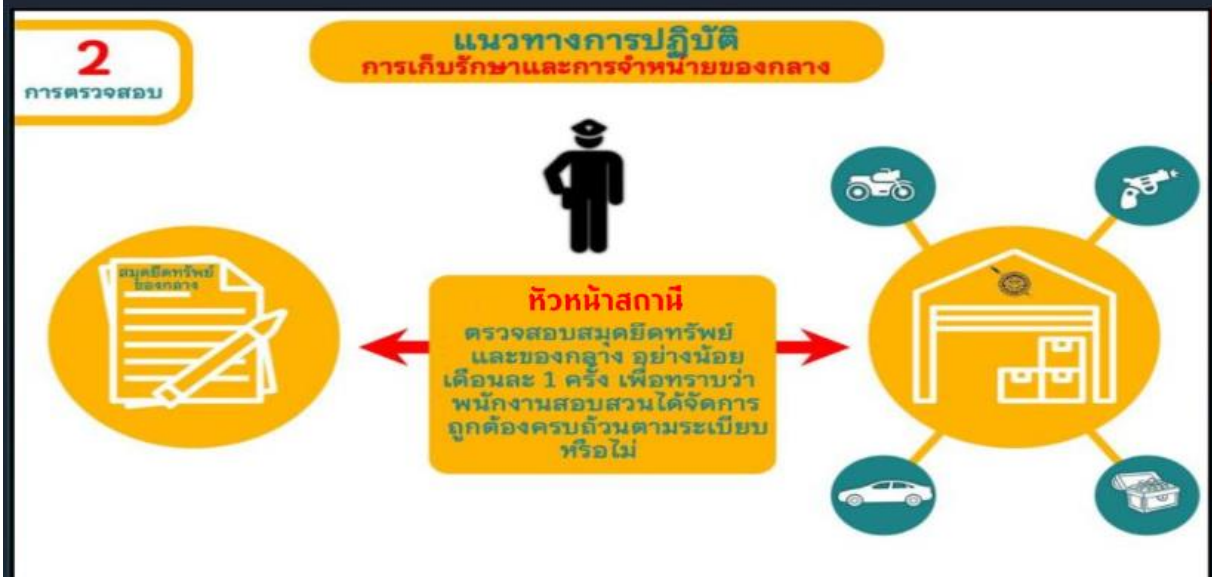 2
การตรวจสอบ
แนวทางการปฏิบัติ
การเก็บรักษาและการจำหน่ายของกลาง
สมุดยึดทรัพย์
ของกลาง
หัวหน้าสถานี
ตรวจสอบสมุดยึดทรัพย์
และของกลาง อย่างน้อย
เดือนละ 1 ครั้ง เพื่อทราบว่า
พนักงานสอบสวนได้จัดการ
ถูกต้องครบถ้วนตามระเบียบ
หรือไม่